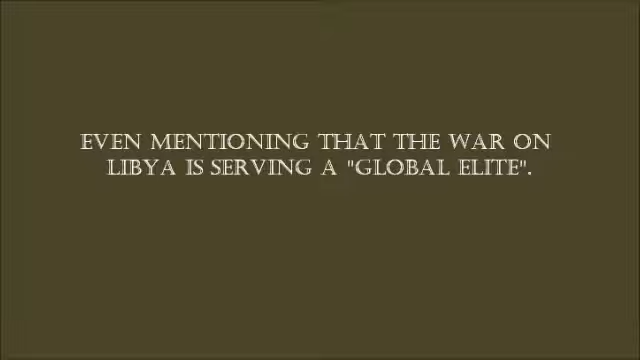 EVEN MENTIONING THAT THE WAR ON
LIBYA IS SERVING A "GLOBAL ELITE".